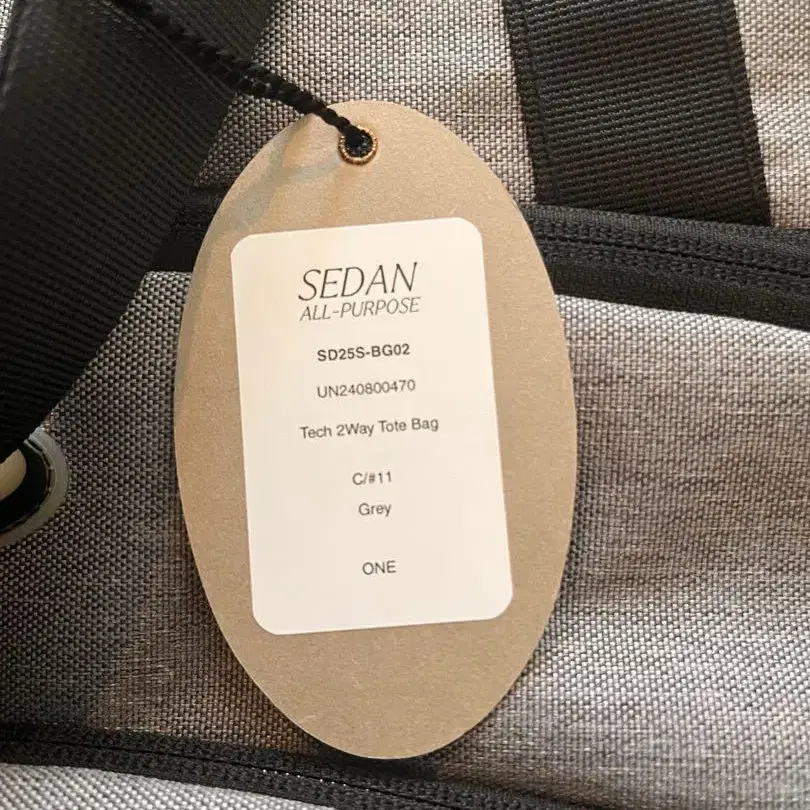 SEDAN
ALL-PURPOSE
SD25S-BG02
UN240800470
Tech 2Way Tote Bag
C/#11
Grey
ONE